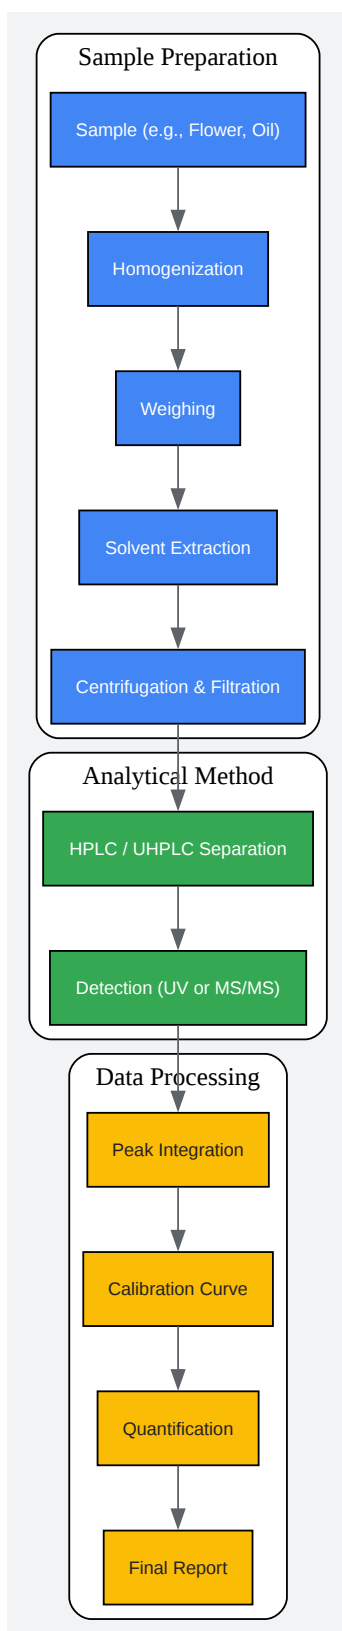 Sample Preparation
Sample (e.g., Flower, Oil)
Homogenization
Weighing
Solvent Extraction
Centrifugation & Filtration
Analytical Method
HPLC / UHPLC Separation
Detection (UV or MS/MS)
Data Processing
Peak Integration
Calibration Curve
Quantification
Final Report